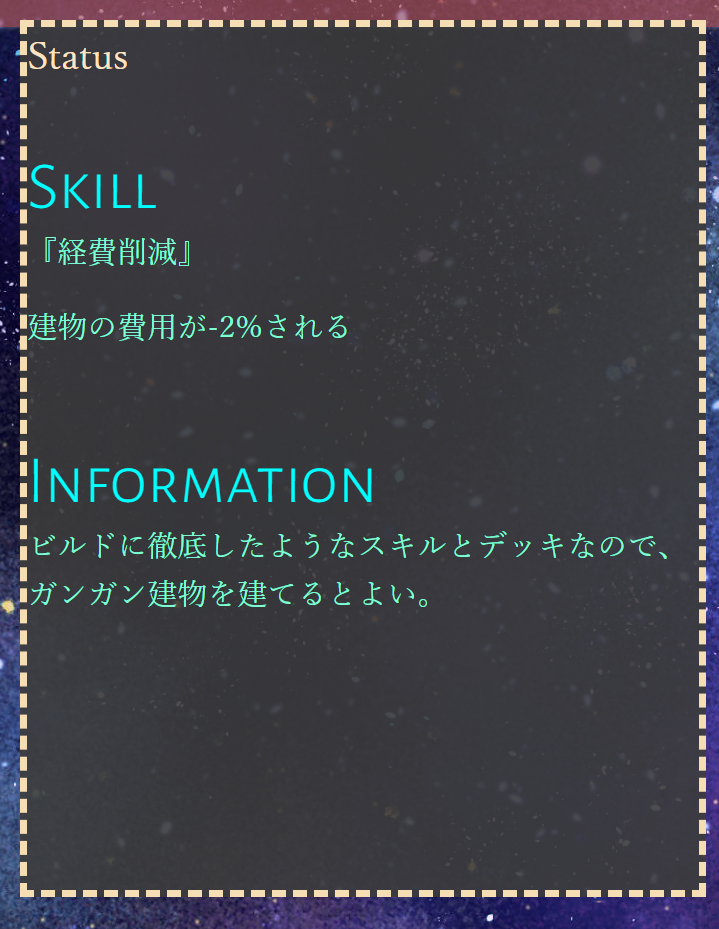 Status
Skill
『経費削減』
建物の費用が-2%される
Information
ビルドに徹底したようなスキルとデッキなので、
ガンガン建物を建てるとよい。